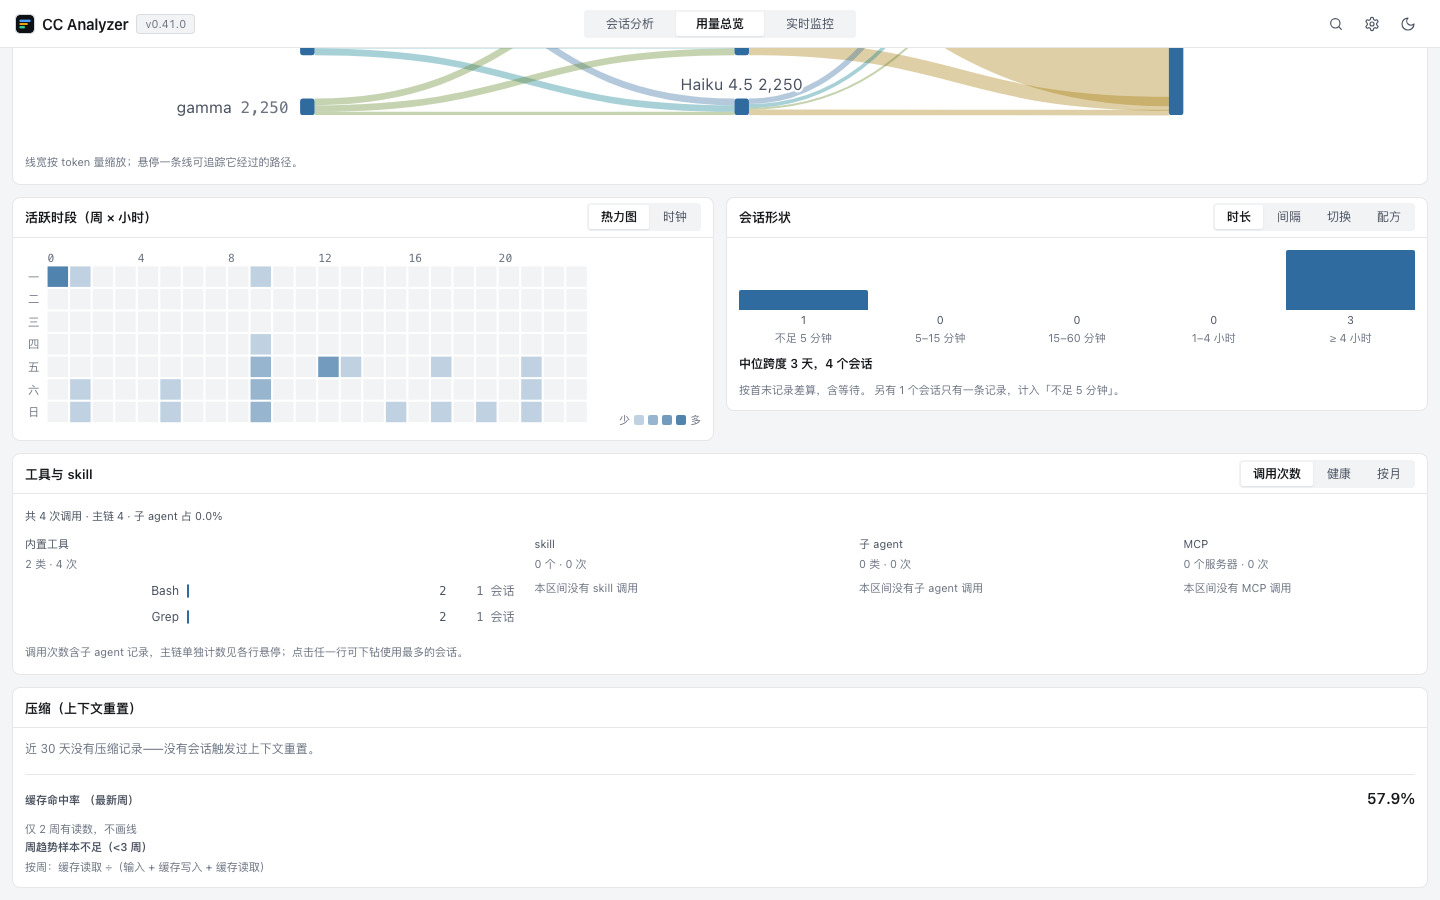 CC Analyzer v0.41.0
会话分析 用量总览 实时监控
Haiku 4.5 2,250
gamma 2,250
线宽按 token 量缩放；悬停一条线可追踪它经过的路径。
活跃时段（周 × 小时）
热力图 时钟
0 4 8 12 16 20
一
二
三
四
五
六
日
少 多
会话形状
时长 间隔 切换 配方
1 0 0 0 3
不足 5 分钟 5–15 分钟 15–60 分钟 1–4 小时 ≥ 4 小时
中位跨度 3 天，4 个会话
按首末记录差算，含等待。 另有 1 个会话只有一条记录，计入「不足 5 分钟」。
工具与 skill
调用次数 健康 按月
共 4 次调用 · 主链 4 · 子 agent 占 0.0%
内置工具
2 类 · 4 次
Bash 2 1 会话
Grep 2 1 会话
skill
0 个 · 0 次
本区间没有 skill 调用
子 agent
0 类 · 0 次
本区间没有子 agent 调用
MCP
0 个服务器 · 0 次
本区间没有 MCP 调用
调用次数含子 agent 记录，主链单独计数见各行悬停；点击任一行可下钻使用最多的会话。
压缩（上下文重置）
近 30 天没有压缩记录——没有会话触发过上下文重置。
缓存命中率 （最新周） 57.9%
仅 2 周有读数，不画线
周趋势样本不足（<3 周）
按周：缓存读取 ÷（输入 + 缓存写入 + 缓存读取）